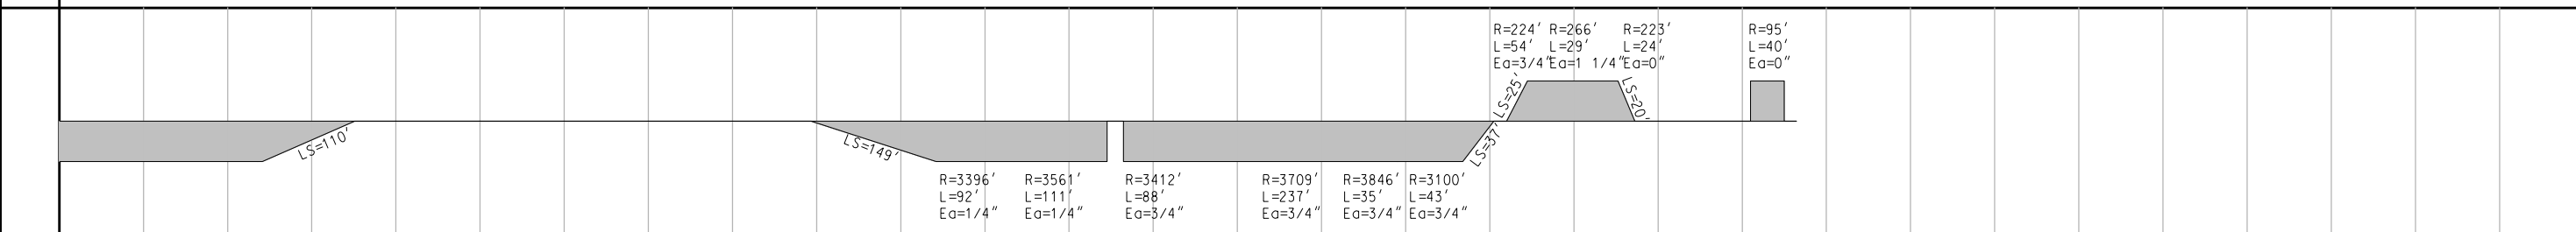 R=224' R=266' R=223' R=95'
L=54' L=29' L=24' L=40'
Ea=3/4" Ea=1 1/4" Ea=0" Ea=0"
LS=25'
LS=20'
LS=110'
LS=149'
LS=37'
R=3396' R=3561' R=3412' R=3709' R=3846' R=3100'
L=92' L=111' L=88' L=237' L=35' L=43'
Ea=1/4" Ea=1/4" Ea=3/4" Ea=3/4" Ea=3/4" Ea=3/4"